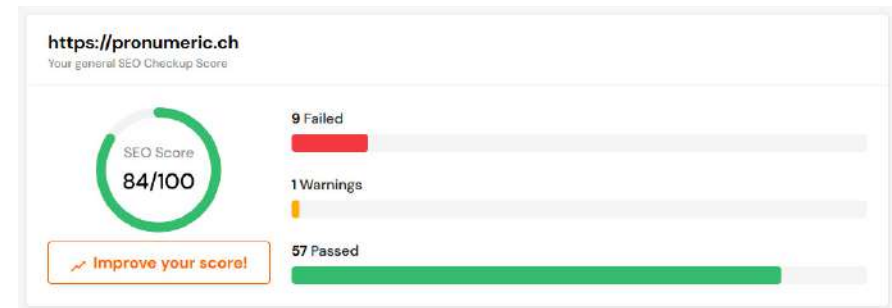 https://pronumeric.ch
Your general SEO Checkup Score
SEO Score
84/100
Improve your score!
9 Failed
1 Warnings
57 Passed